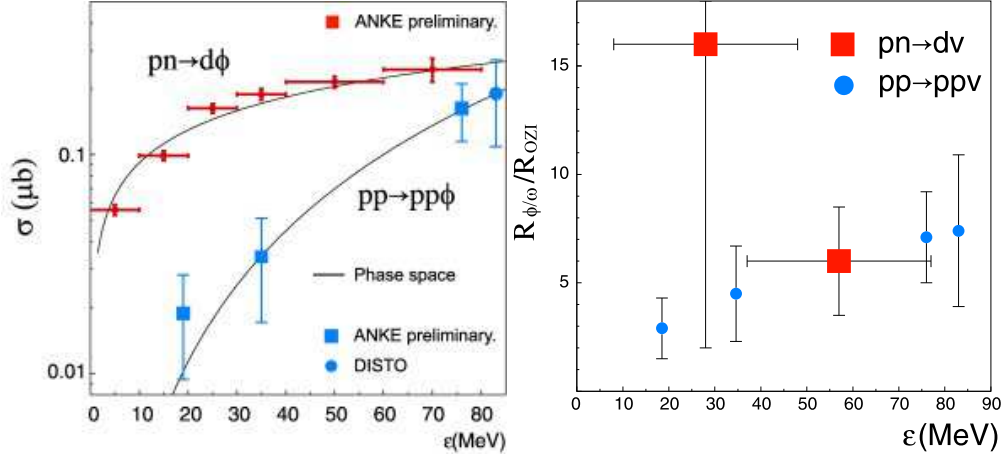 ANKE preliminary.
pn→dϕ
0.1
σ (μb)
pp→ppϕ
Phase space
ANKE preliminary.
DISTO
0.01
0 10 20 30 40 50 60 70 80
ε(MeV)
pn→dv
pp→ppv
15
10
5
R ϕ/ω /R OZI
0 10 20 30 40 50 60 70 80 90
ε(MeV)